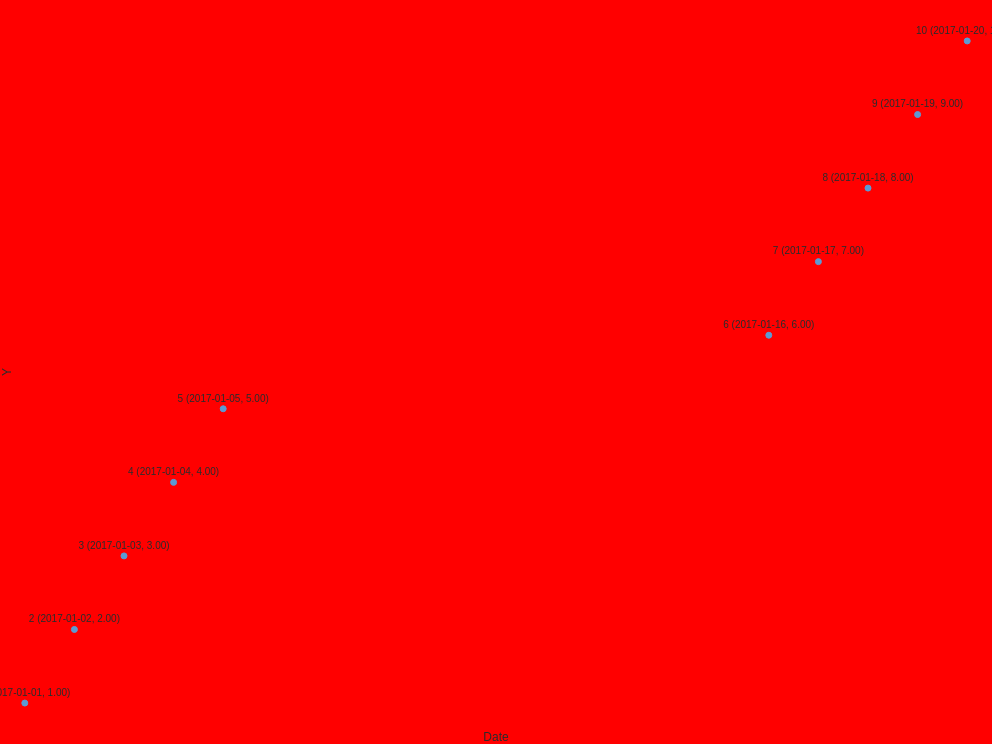 10 (2017-01-20,
9 (2017-01-19, 9.00)
8 (2017-01-18, 8.00)
7 (2017-01-17, 7.00)
6 (2017-01-16, 6.00)
Y
5 (2017-01-05, 5.00)
4 (2017-01-04, 4.00)
3 (2017-01-03, 3.00)
2 (2017-01-02, 2.00)
017-01-01, 1.00)
Date